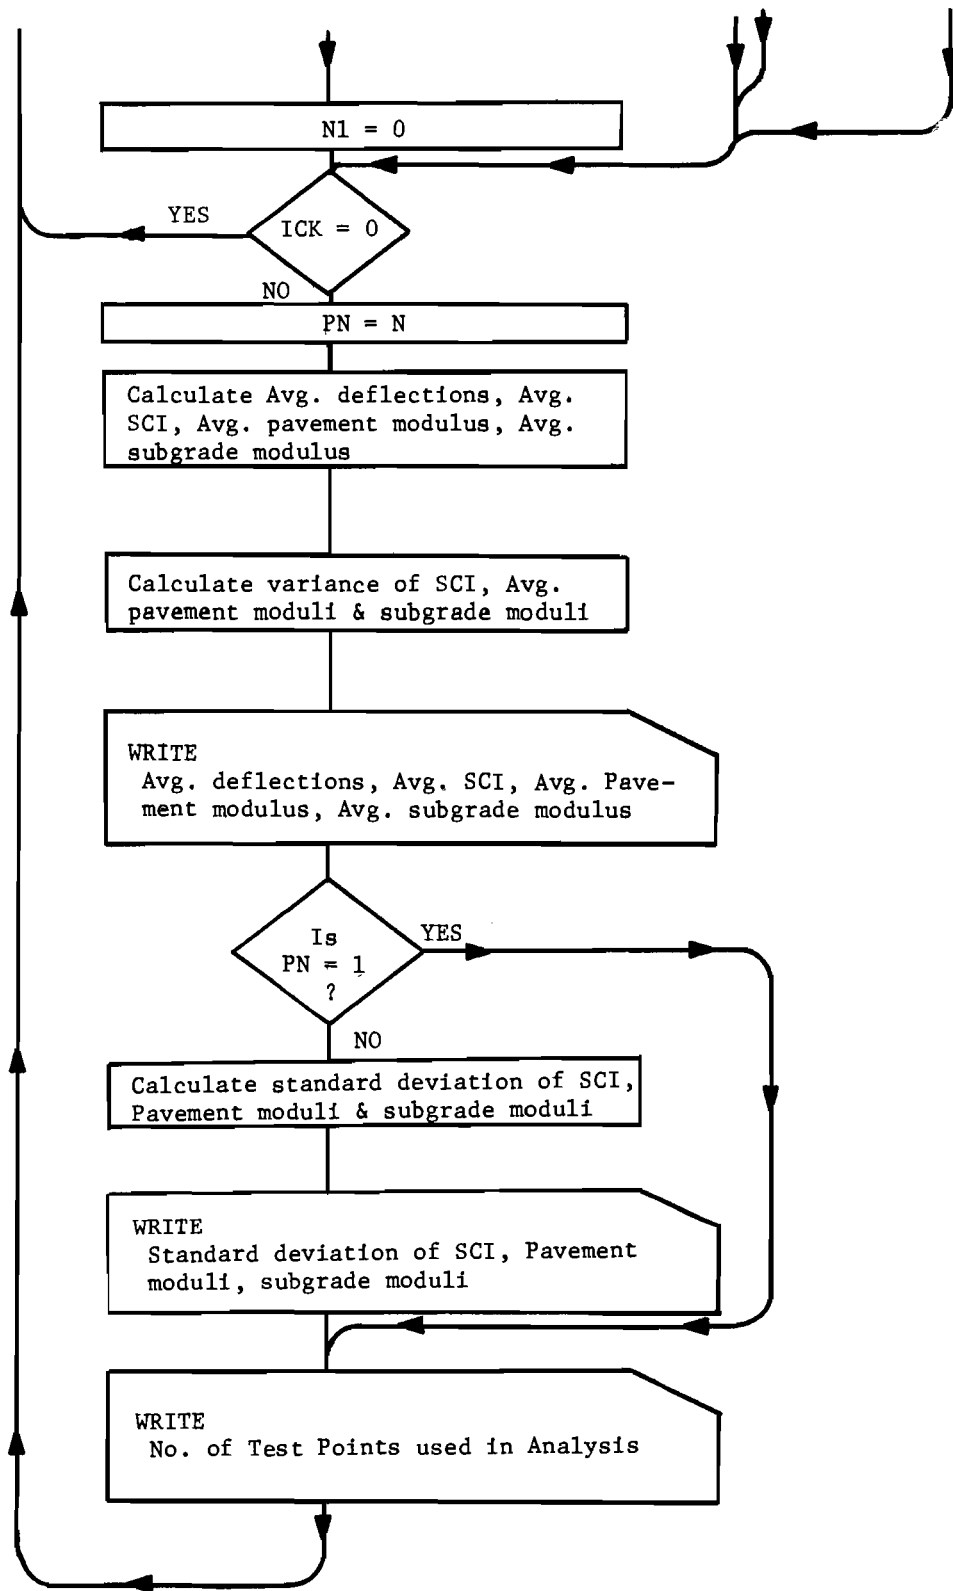 N1 = 0
YES
ICK = 0
NO
PN = N
Calculate Avg. deflections, Avg.
SCI, Avg. pavement modulus, Avg.
subgrade modulus
Calculate variance of SCI, Avg.
pavement moduli & subgrade moduli
WRITE
Avg. deflections, Avg. SCI, Avg. Pave-
ment modulus, Avg. subgrade modulus
Is
PN = 1
?
YES
NO
Calculate standard deviation of SCI,
Pavement moduli & subgrade moduli
WRITE
Standard deviation of SCI, Pavement
moduli, subgrade moduli
WRITE
No. of Test Points used in Analysis